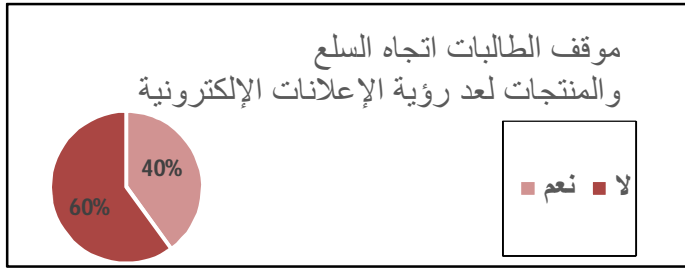 موقف الطالبات اتجاه السلع
والمنتجات لعد رؤية الإعلانات الإلكترونية
40%
60%
لا نعم